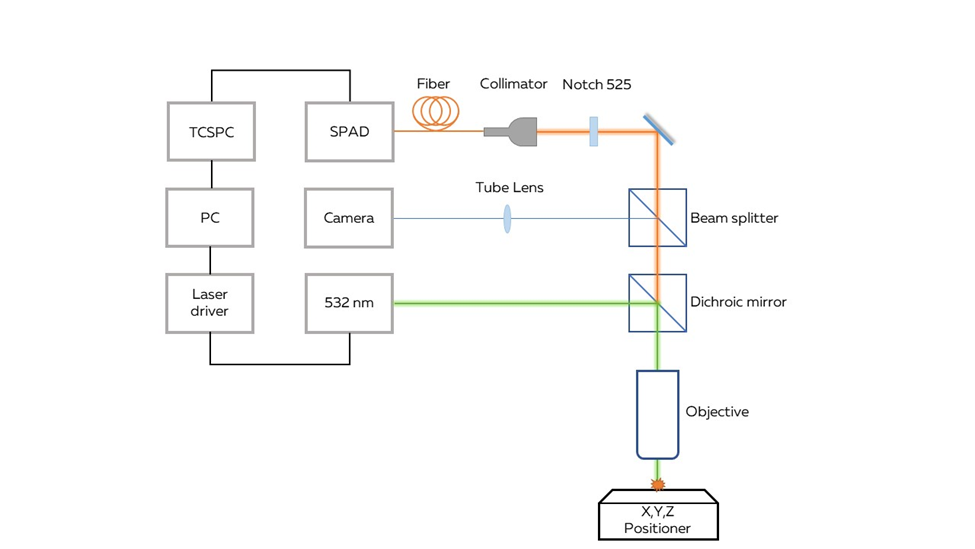 Fiber
Collimator
Notch 525
TCSPC
SPAD
Tube Lens
PC
Camera
Beam splitter
Laser
driver
532 nm
Dichroic mirror
Objective
X,Y,Z
Positioner